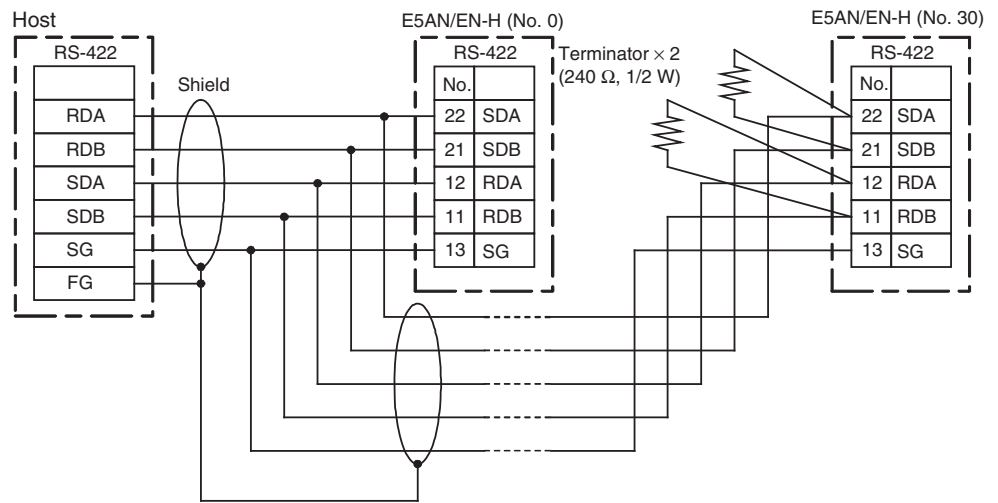 Host
RS-422
RDA
RDB
SDA
SDB
SG
FG
Shield
E5AN/EN-H (No. 0)
RS-422
No.
22 SDA
21 SDB
12 RDA
11 RDB
13 SG
Terminator × 2
(240 Ω, 1/2 W)
E5AN/EN-H (No. 30)
RS-422
No.
22 SDA
21 SDB
12 RDA
11 RDB
13 SG